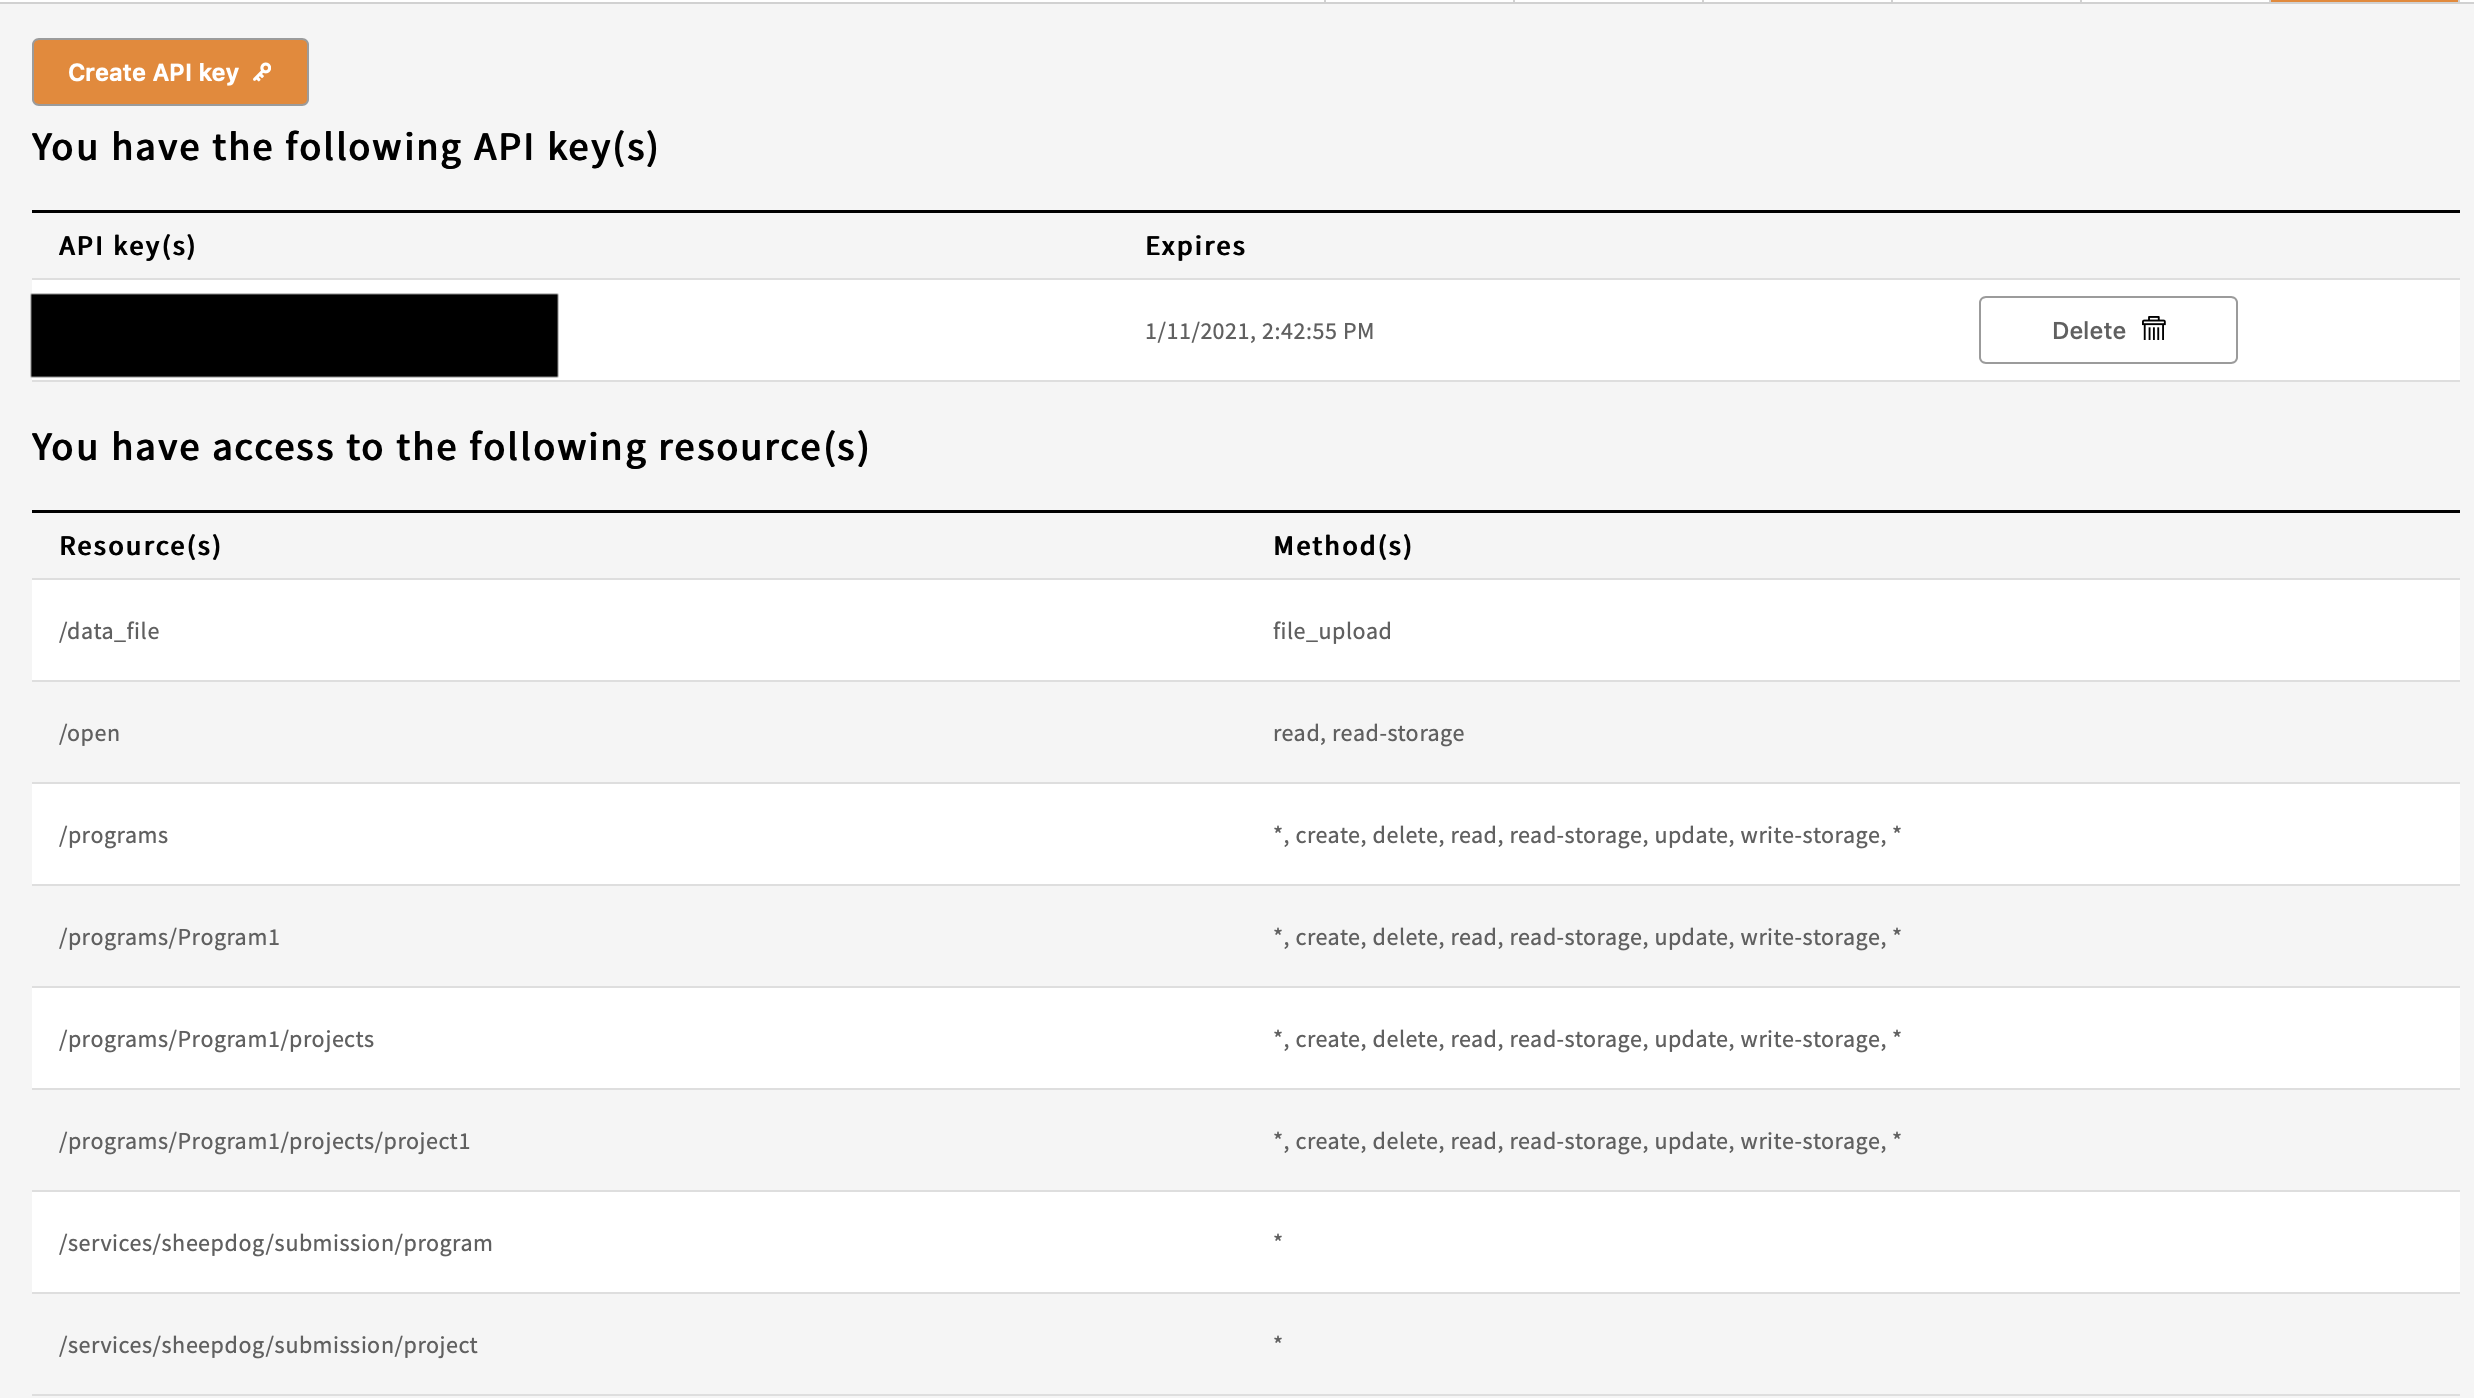 Create API key
You have the following API key(s)
API key(s) Expires
1/11/2021, 2:42:55 PM Delete
You have access to the following resource(s)
Resource(s) Method(s)
/data_file file_upload
/open read, read-storage
/programs *, create, delete, read, read-storage, update, write-storage, *
/programs/Program1 *, create, delete, read, read-storage, update, write-storage, *
/programs/Program1/projects *, create, delete, read, read-storage, update, write-storage, *
/programs/Program1/projects/project1 *, create, delete, read, read-storage, update, write-storage, *
/services/sheepdog/submission/program *
/services/sheepdog/submission/project *